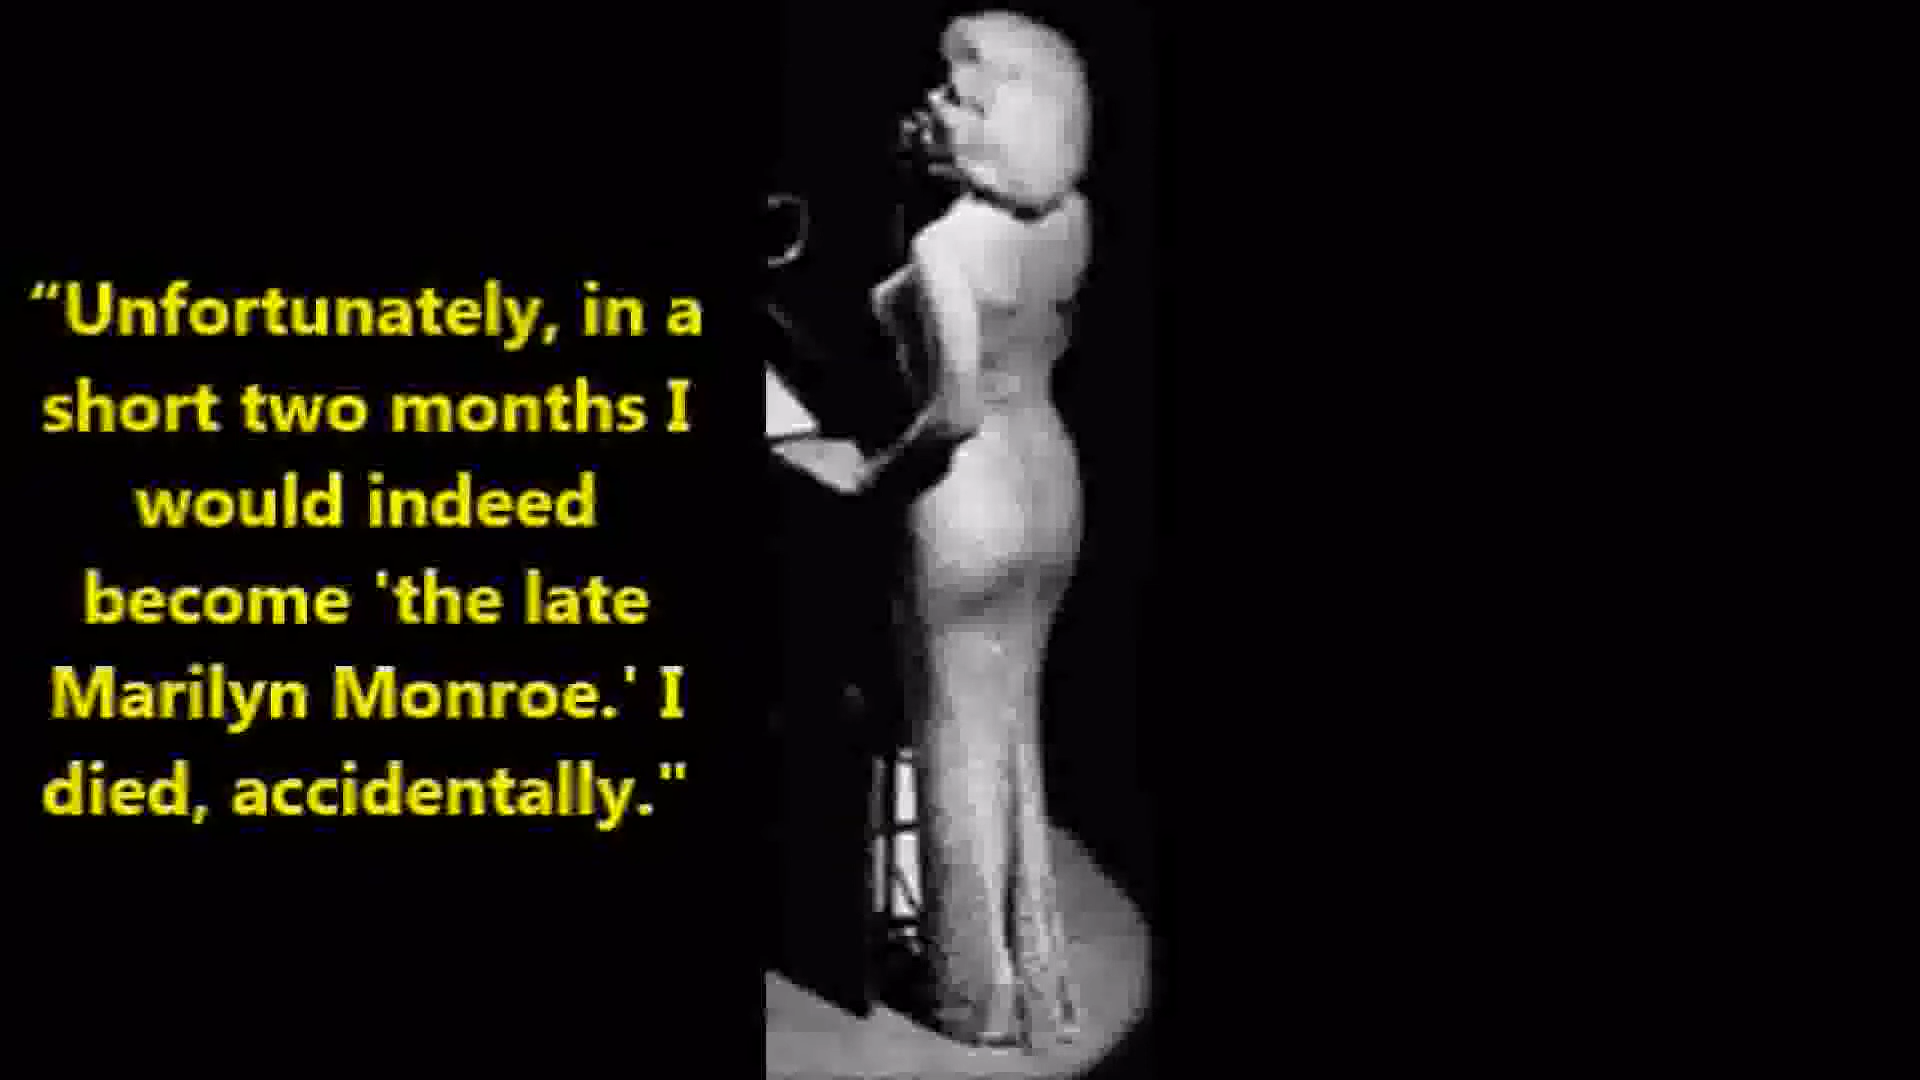 “Unfortunately, in a
short two months I
would indeed
become 'the late
Marilyn Monroe.' I
died, accidentally."